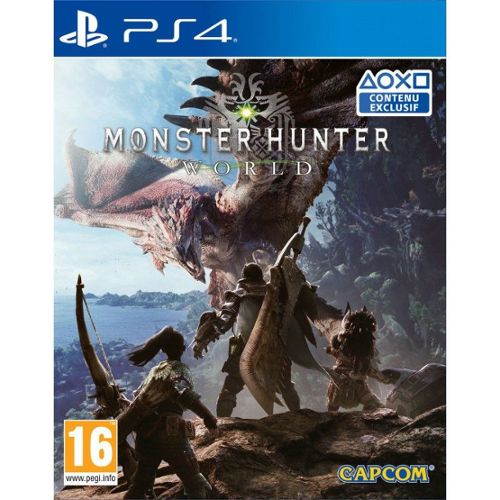 PS4
CONTENU
EXCLUSIF
MONSTER HUNTER
WORLD
16
www.pegi.info
CAPCOM